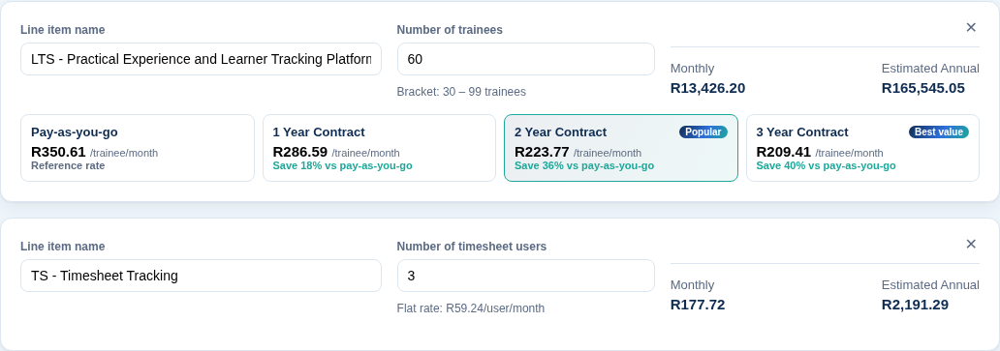 Line item name
Number of trainees
✕
LTS - Practical Experience and Learner Tracking Platforn
60
Bracket: 30 – 99 trainees
Monthly
Estimated Annual
R13,426.20
R165,545.05
Pay-as-you-go
R350.61 /trainee/month
Reference rate
1 Year Contract
R286.59 /trainee/month
Save 18% vs pay-as-you-go
2 Year Contract
Popular
R223.77 /trainee/month
Save 36% vs pay-as-you-go
3 Year Contract
Best value
R209.41 /trainee/month
Save 40% vs pay-as-you-go
Line item name
Number of timesheet users
✕
TS - Timesheet Tracking
3
Flat rate: R59.24/user/month
Monthly
Estimated Annual
R177.72
R2,191.29